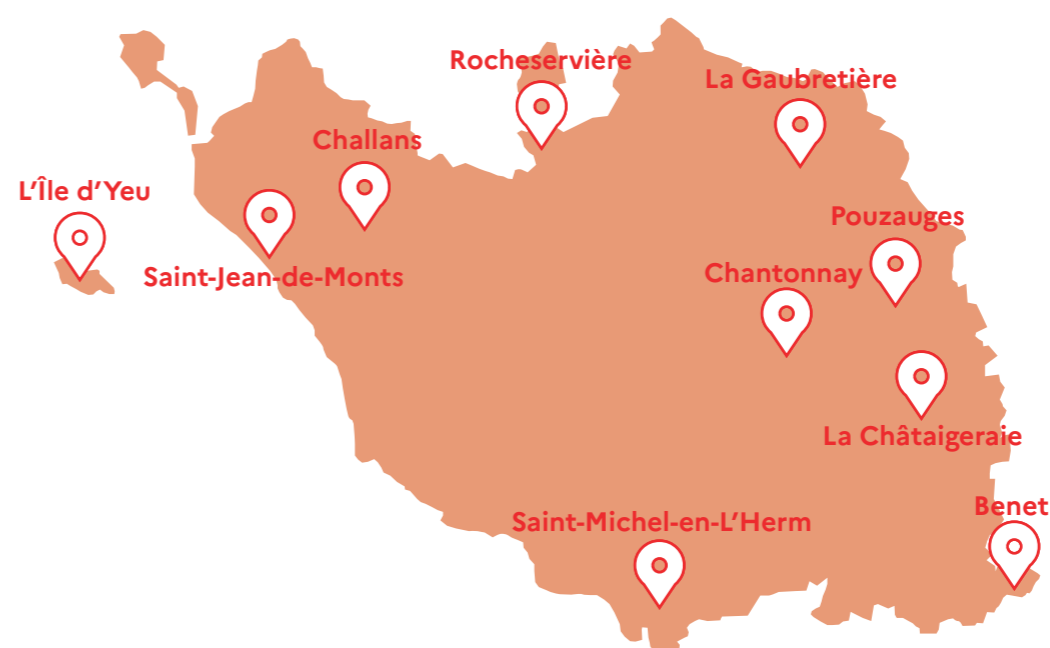 Rocheservière
La Gaubretière
Challans
L'Île d'Yeu
Pouzauges
Saint-Jean-de-Monts
Chantonnay
La Châtaigeraie
Benet
Saint-Michel-en-L'Herm